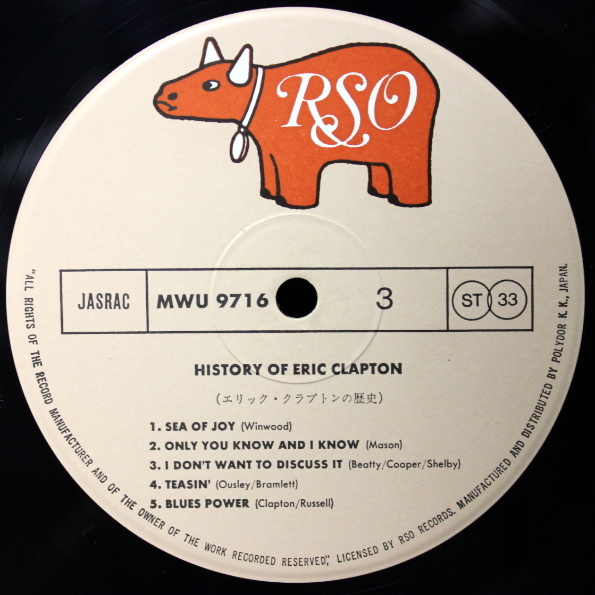 RSO
JASRAC MWU 9716 3 ST 33
HISTORY OF ERIC CLAPTON
(エリック・クラプトンの歴史)
1. SEA OF JOY (Winwood)
2. ONLY YOU KNOW AND I KNOW (Mason)
3. I DON'T WANT TO DISCUSS IT (Beatty/Cooper/Shelby)
4. TEASIN' (Ousley/Bramlett)
5. BLUES POWER (Clapton/Russell)
"ALL RIGHTS OF THE RECORD MANUFACTURER AND OF THE OWNER OF THE WORK RECORDED RESERVED," LICENSED BY RSO RECORDS. MANUFACTURED AND DISTRIBUTED BY POLYDOR K. K., JAPAN.